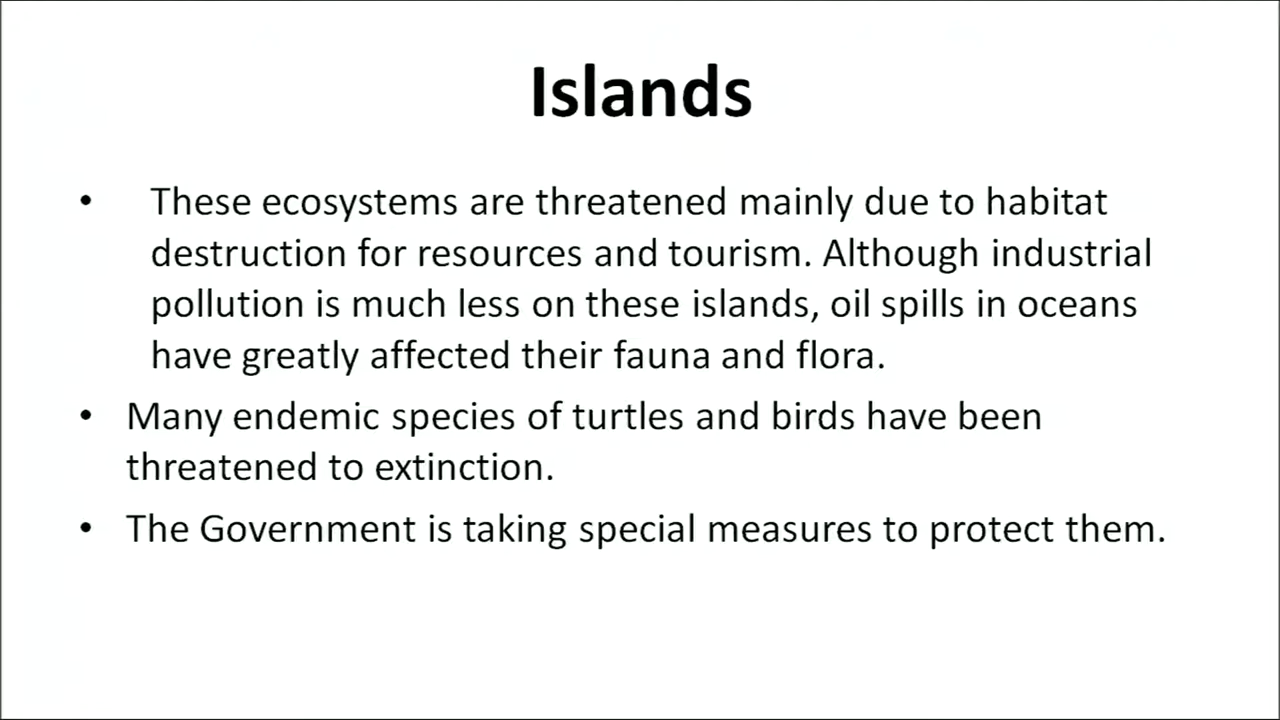 Islands
• These ecosystems are threatened mainly due to habitat
destruction for resources and tourism. Although industrial
pollution is much less on these islands, oil spills in oceans
have greatly affected their fauna and flora.
• Many endemic species of turtles and birds have been
threatened to extinction.
• The Government is taking special measures to protect them.